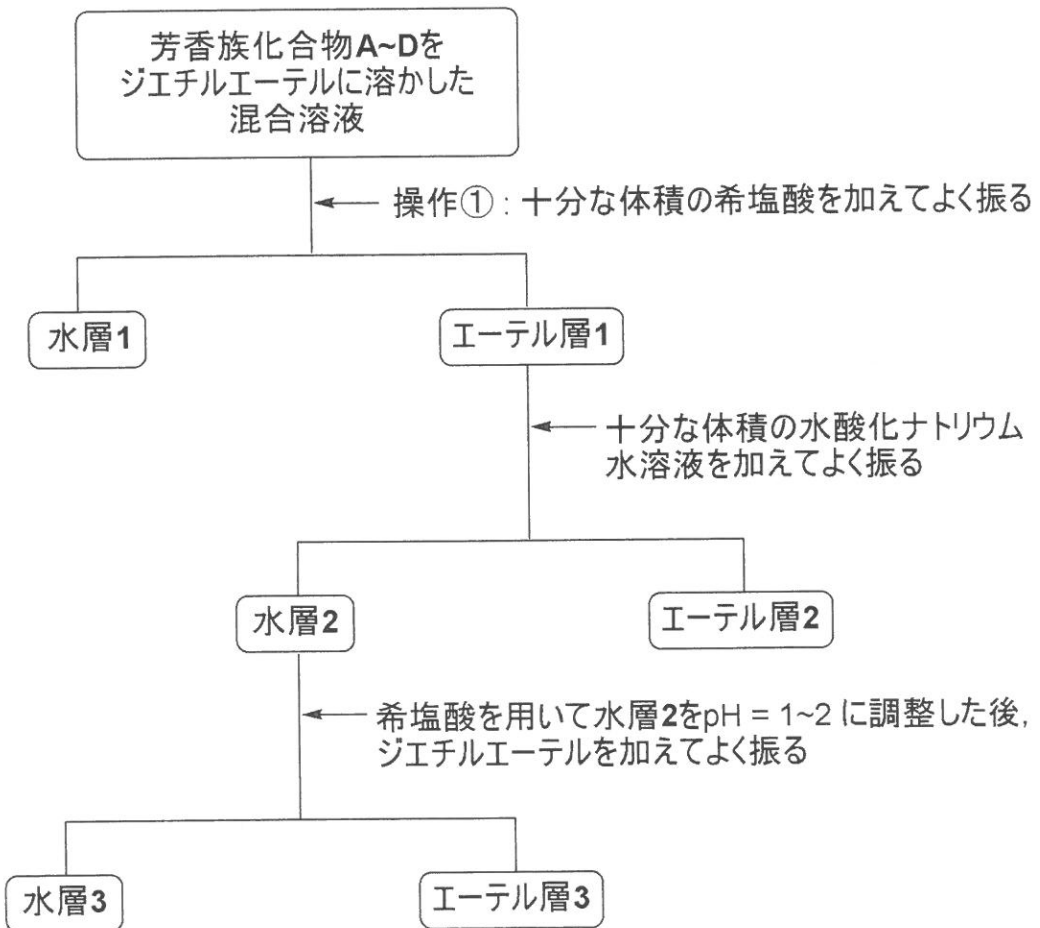 芳香族化合物A~Dを
ジエチルエーテルに溶かした
混合溶液
操作①：十分な体積の希塩酸を加えてよく振る
水層1
エーテル層1
十分な体積の水酸化ナトリウム
水溶液を加えてよく振る
水層2
エーテル層2
希塩酸を用いて水層2をpH = 1~2 に調整した後,
ジエチルエーテルを加えてよく振る
水層3
エーテル層3